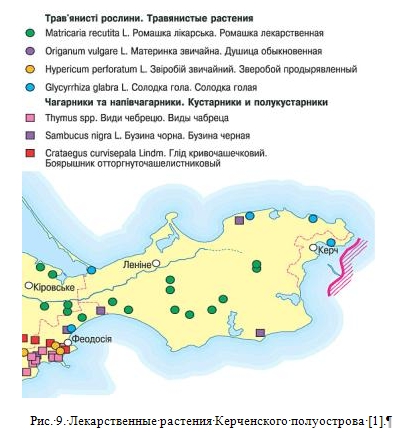 Трав'янисті рослини. Травянистые растения
Matricaria recutita L. Ромашка лікарська. Ромашка лекарственная
Origanum vulgare L. Материнка звичайна. Душица обыкновенная
Hypericum perforatum L. Звіробій звичайний. Зверобой продырявленный
Glycyrrhiza glabra L. Солодка гола. Солодка голая
Чагарники та напівчагарники. Кустарники и полукустарники
Thymus spp. Види чебрецю. Виды чабреца
Sambucus nigra L. Бузина чорна. Бузина черная
Crataegus curvisepala Lindm. Глід кривочашечковий.
Боярышник отторгнуточашелистниковый
Керч
Леніне
Кіровське
Феодосія
Рис. 9. Лекарственные растения Керченского полуострова [1].¶